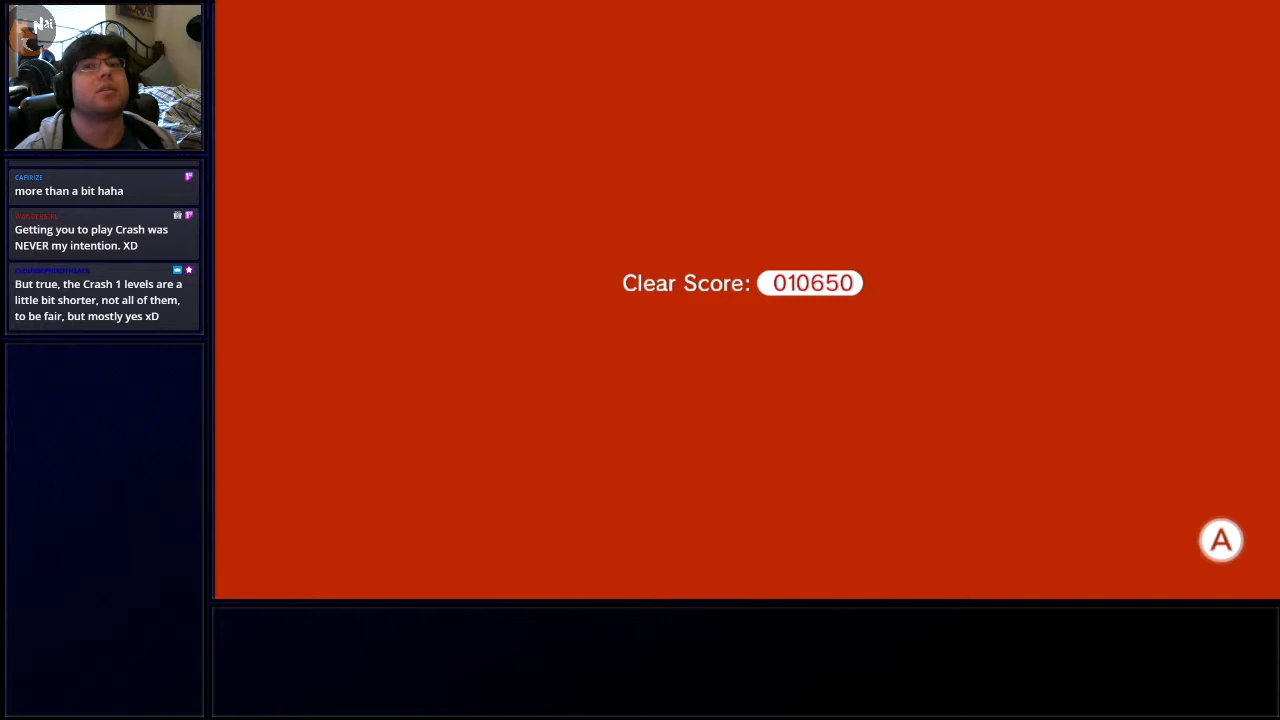 Nai
CAFIRIZE
more than a bit haha
Getting you to play Crash was
NEVER my intention. XD
But true, the Crash 1 levels are a
little bit shorter, not all of them,
to be fair, but mostly yes xD
Clear Score: 010650
A